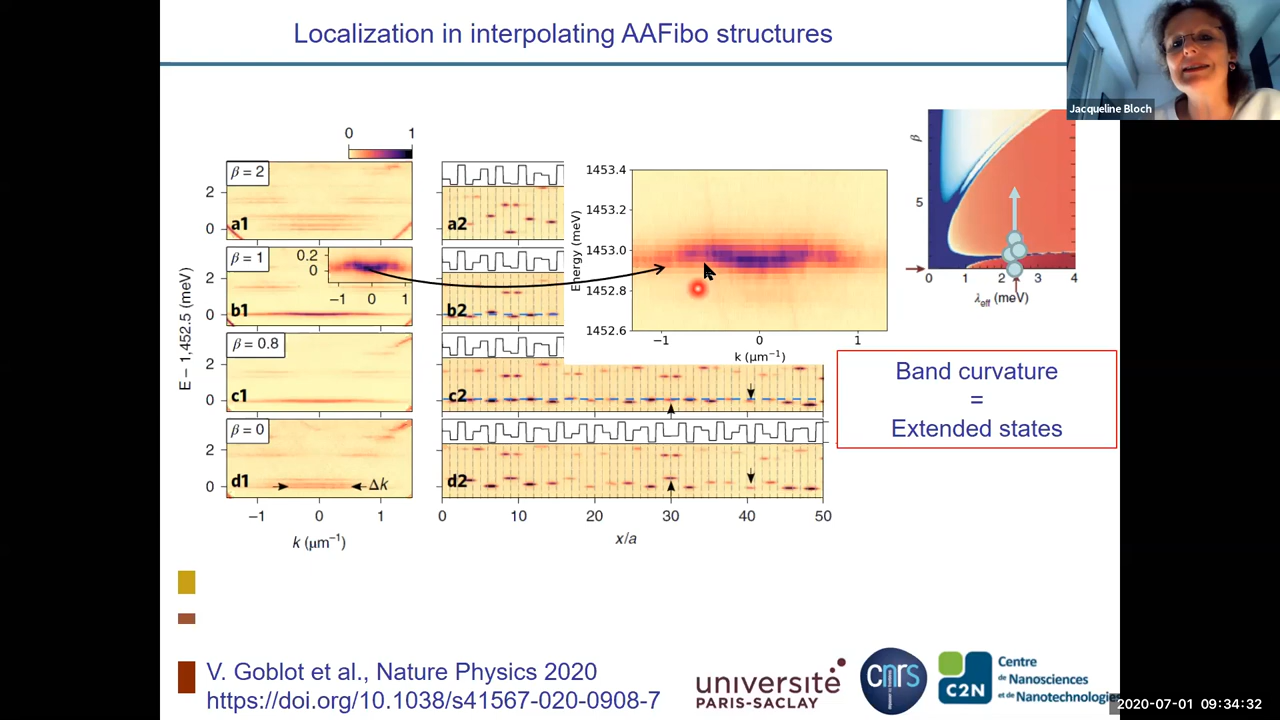 Localization in interpolating AAFibo structures
Jacqueline Bloch
0 1
β = 2
2
0
a1
β = 1
2
0
b1
0.2
0
−1 0 1
β = 0.8
2
0
c1
β = 0
2
0
d1
Δk
−1 0 1
k (μm⁻¹)
E − 1,452.5 (meV)
a2
b2
c2
d2
0 10 20 30 40 50
x/a
1453.4
1453.2
1453.0
1452.8
1452.6
Energy (meV)
−1 0 1
k (μm⁻¹)
β
5
0 1 2 3 4
λeff (meV)
Band curvature
=
Extended states
V. Goblot et al., Nature Physics 2020
https://doi.org/10.1038/s41567-020-0908-7
université
PARIS-SACLAY
cnrs
C2N
Centre
de Nanosciences
et de Nanotechnologies
2020-07-01 09:34:32